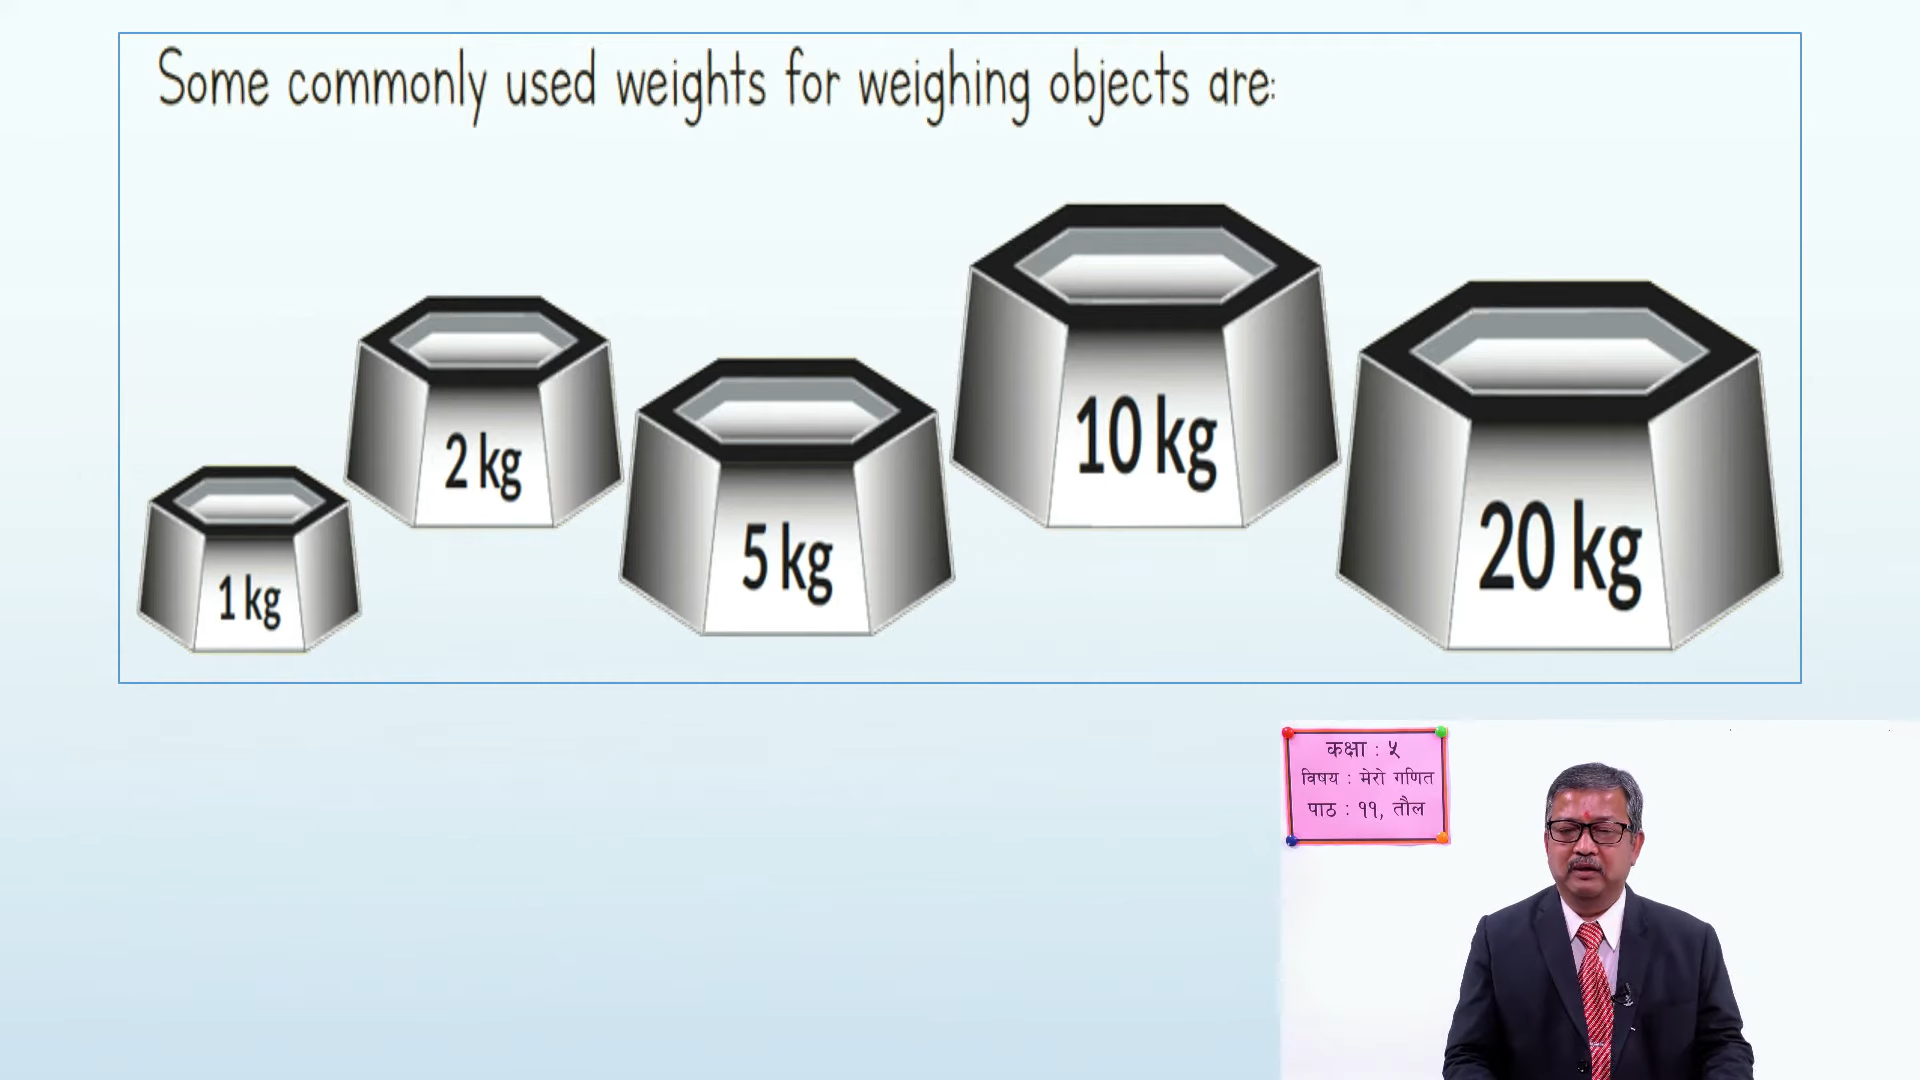 Some commonly used weights for weighing objects are:
1 kg
2 kg
5 kg
10 kg
20 kg
कक्षा : ५
विषय : मेरो गणित
पाठ : ११, तौल